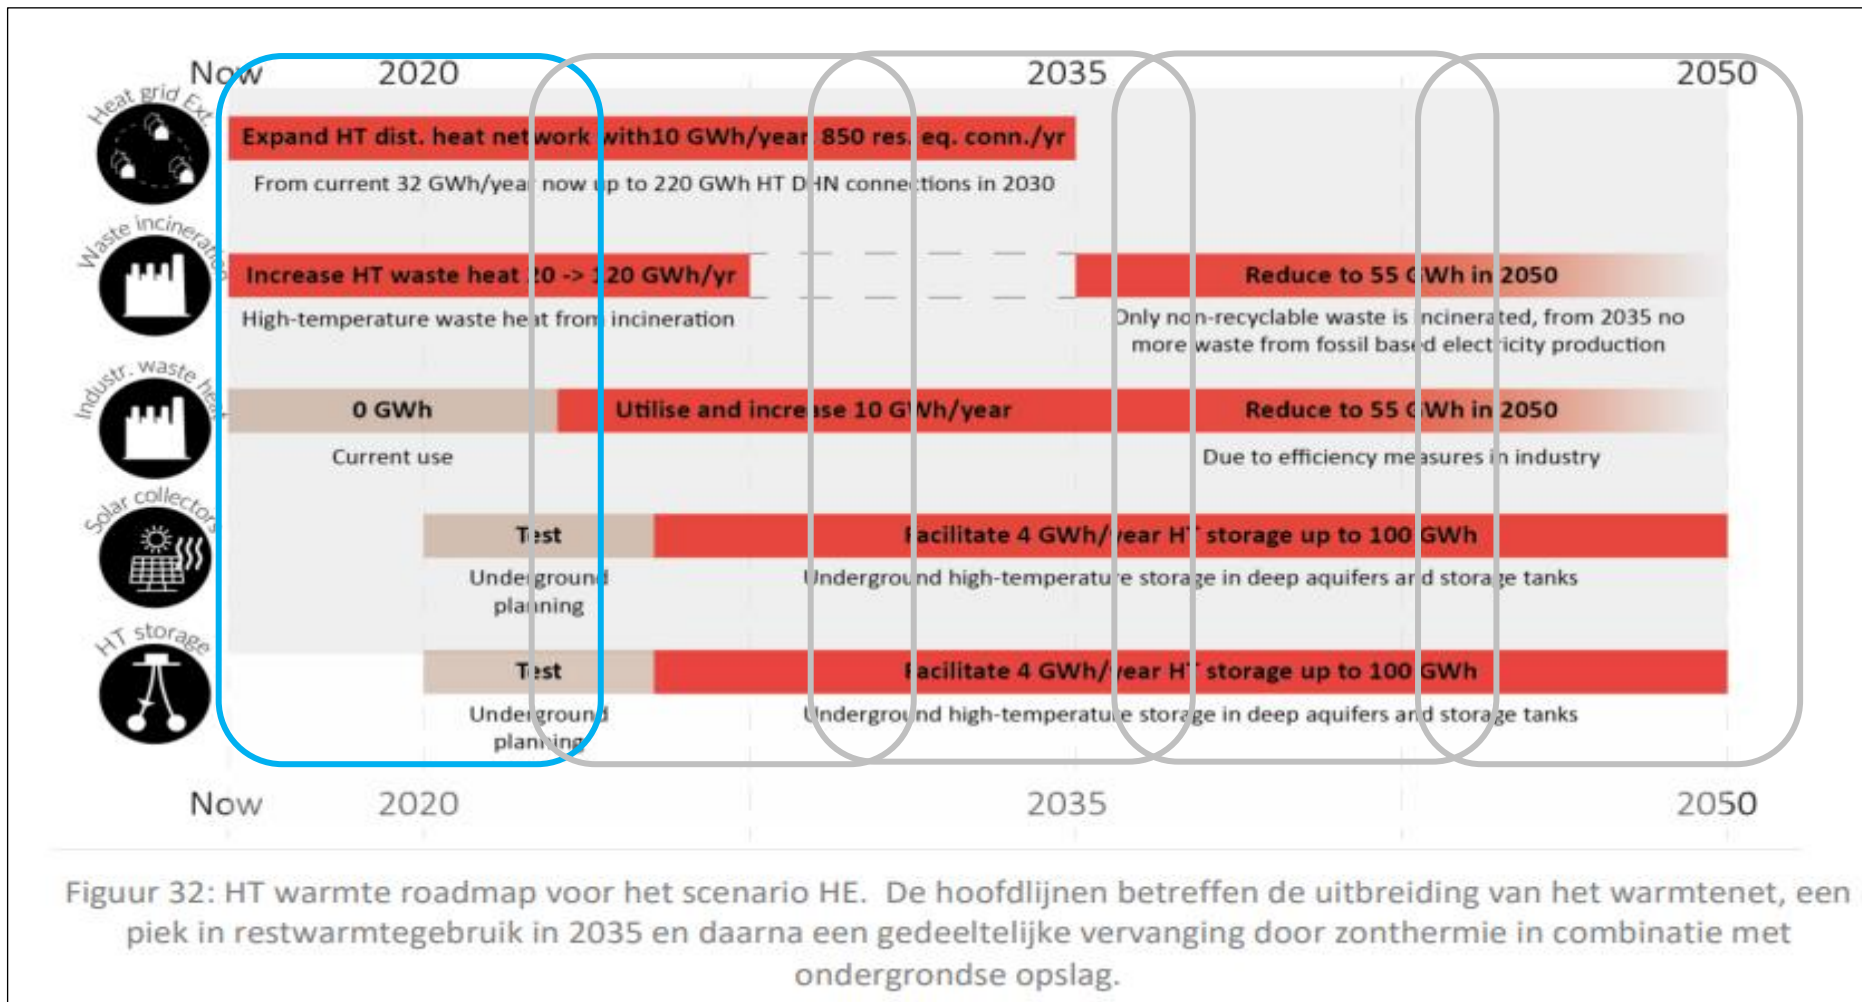 Now 2020 2035 2050
Heat grid Ext.
Expand HT dist. heat network with10 GWh/year, 850 res. eq. conn./yr
From current 32 GWh/year now up to 220 GWh HT DHN connections in 2030
Waste incineration
Increase HT waste heat 20 -> 120 GWh/yr
Reduce to 55 GWh in 2050
High-temperature waste heat from incineration
Only non-recyclable waste is incinerated, from 2035 no
more waste from fossil based electricity production
Industr. waste heat
0 GWh
Utilise and increase 10 GWh/year
Reduce to 55 GWh in 2050
Current use
Due to efficiency measures in industry
Solar collectors
Test
Facilitate 4 GWh/year HT storage up to 100 GWh
Underground
planning
Underground high-temperature storage in deep aquifers and storage tanks
HT storage
Test
Facilitate 4 GWh/year HT storage up to 100 GWh
Underground
planning
Underground high-temperature storage in deep aquifers and storage tanks
Now 2020 2035 2050
Figuur 32: HT warmte roadmap voor het scenario HE. De hoofdlijnen betreffen de uitbreiding van het warmtenet, een
piek in restwarmtegebruik in 2035 en daarna een gedeeltelijke vervanging door zonthermie in combinatie met
ondergrondse opslag.